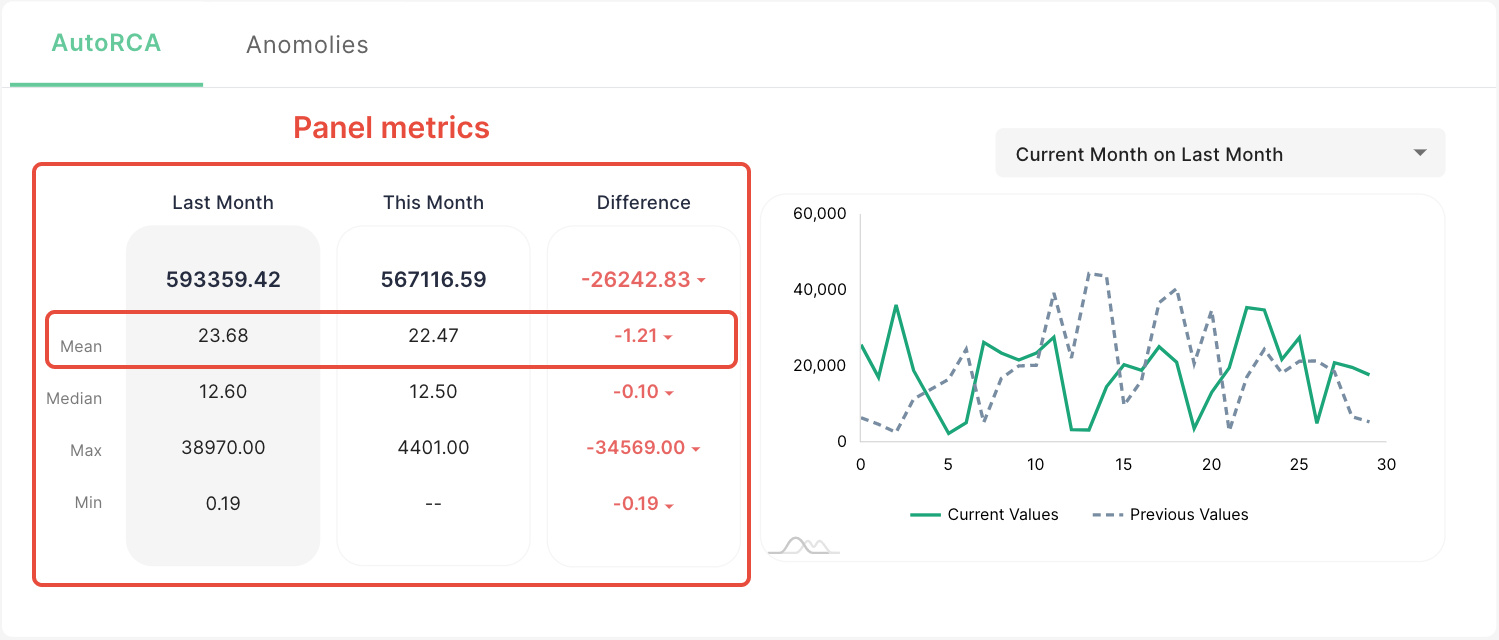 AutoRCA
Anomolies
Panel metrics
Current Month on Last Month
Last Month This Month Difference
593359.42 567116.59 -26242.83
Mean 23.68 22.47 -1.21
Median 12.60 12.50 -0.10
Max 38970.00 4401.00 -34569.00
Min 0.19 -- -0.19
60,000
40,000
20,000
0
0 5 10 15 20 25 30
Current Values Previous Values